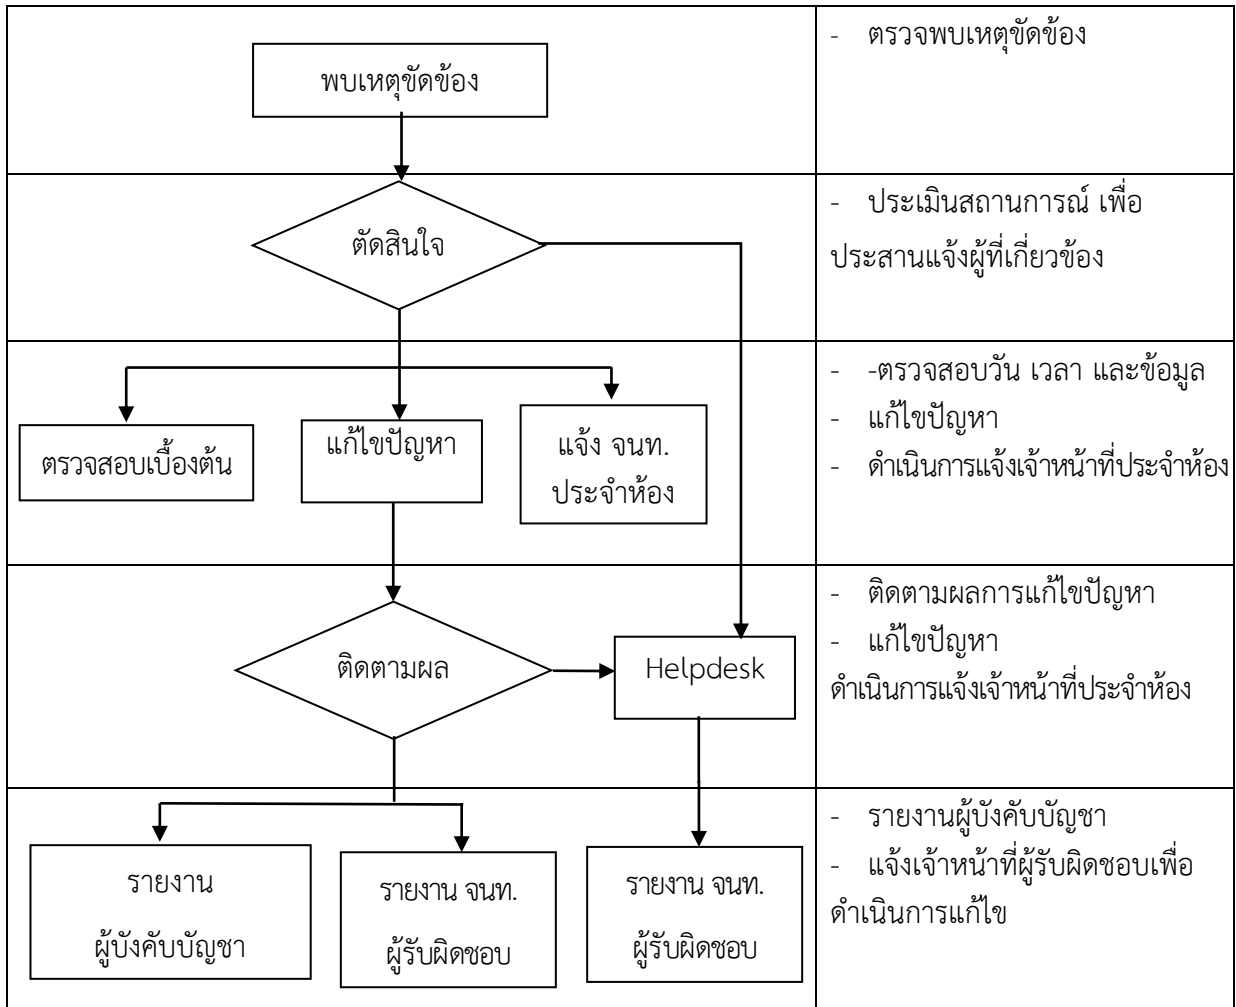 พบเหตุขัดข้อง
- ตรวจพบเหตุขัดข้อง
ตัดสินใจ
- ประเมินสถานการณ์ เพื่อ
ประสานแจ้งผู้ที่เกี่ยวข้อง
ตรวจสอบเบื้องต้น
แก้ไขปัญหา
แจ้ง จนท.
ประจำห้อง
- -ตรวจสอบวัน เวลา และข้อมูล
- แก้ไขปัญหา
- ดำเนินการแจ้งเจ้าหน้าที่ประจำห้อง
ติดตามผล
Helpdesk
- ติดตามผลการแก้ไขปัญหา
- แก้ไขปัญหา
ดำเนินการแจ้งเจ้าหน้าที่ประจำห้อง
รายงาน
ผู้บังคับบัญชา
รายงาน จนท.
ผู้รับผิดชอบ
รายงาน จนท.
ผู้รับผิดชอบ
- รายงานผู้บังคับบัญชา
- แจ้งเจ้าหน้าที่ผู้รับผิดชอบเพื่อ
ดำเนินการแก้ไข